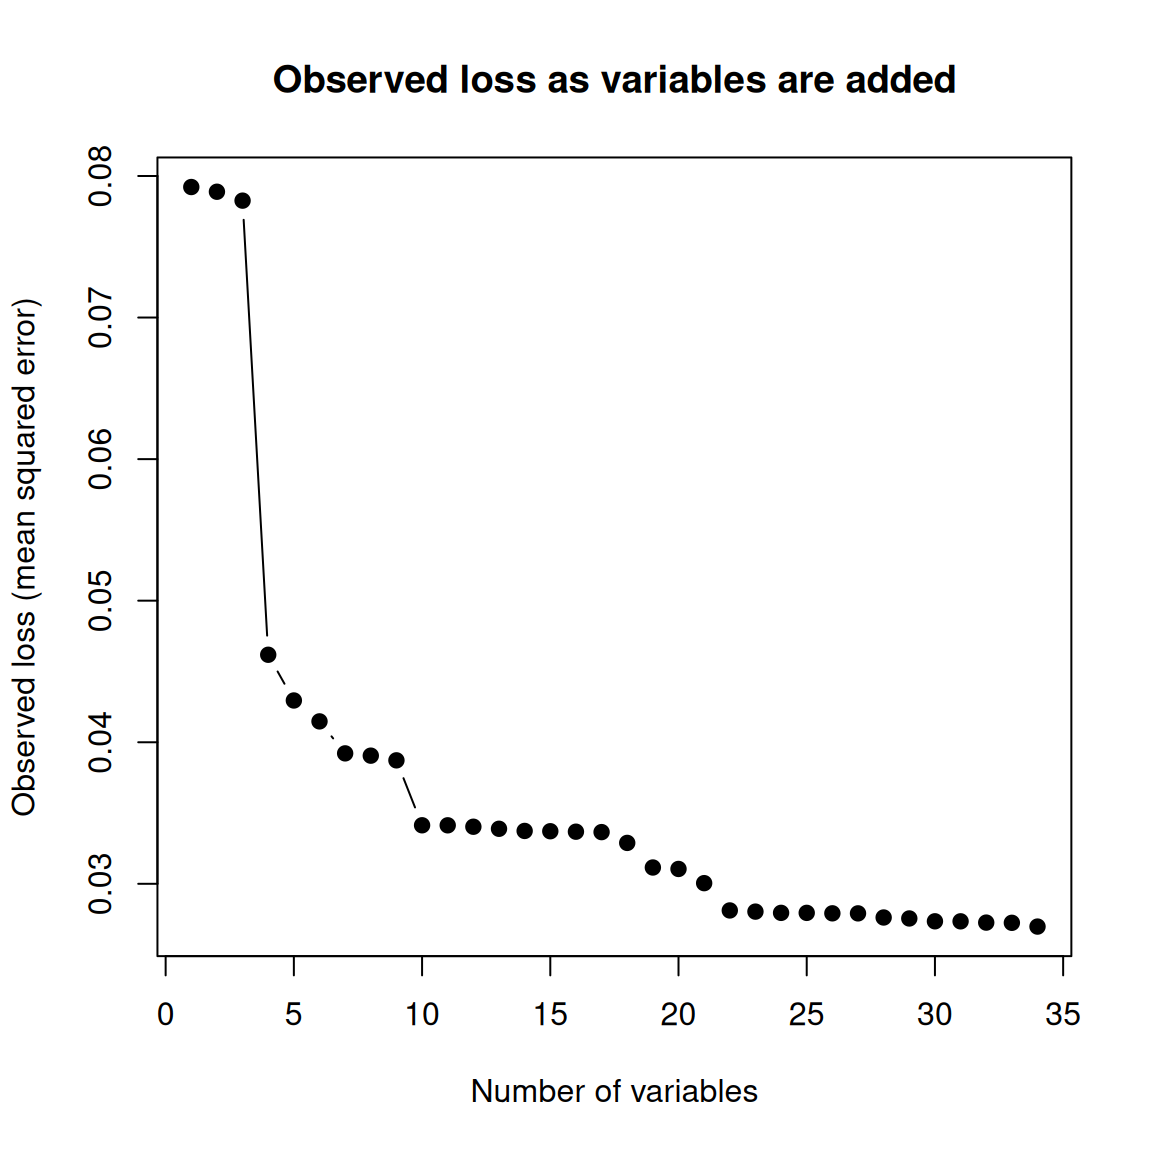 Observed loss as variables are added
Observed loss (mean squared error)
0.08
0.07
0.06
0.05
0.04
0.03
0 5 10 15 20 25 30 35
Number of variables